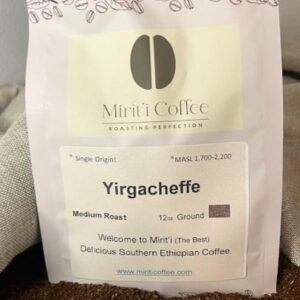 Mirit'i Coffee
ROASTING PERFECTION
* Single Origin! * MASL 1,700-2,200
Yirgacheffe
Medium Roast 12oz Ground
Welcome to Mirit'i (The Best)
Delicious Southern Ethiopian Coffee
www.miriticoffee.com